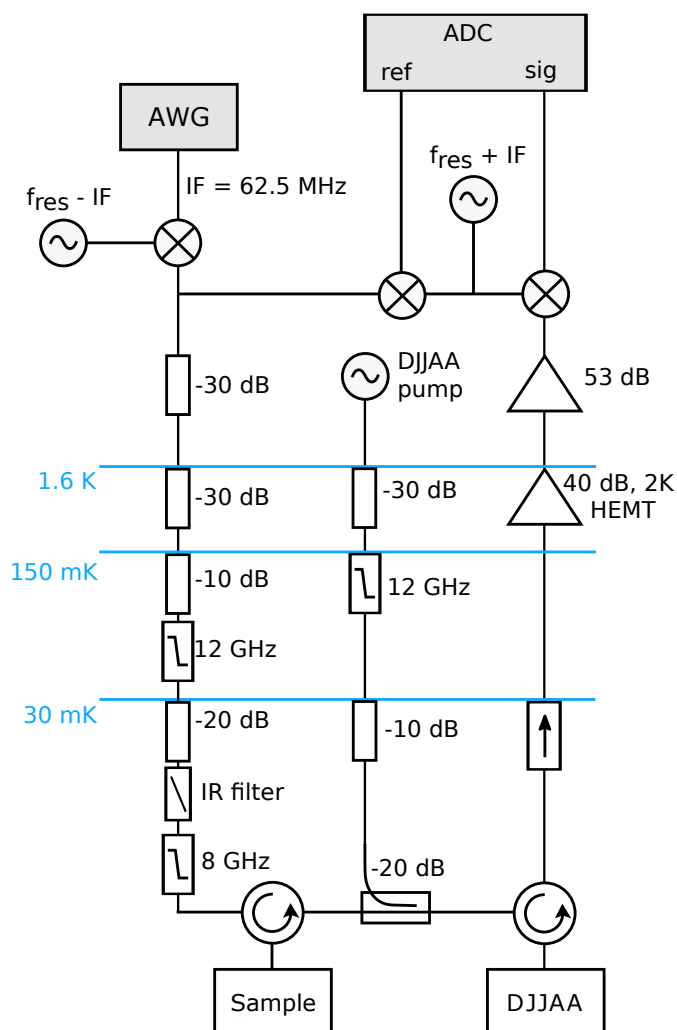 ADC
ref
sig
AWG
IF = 62.5 MHz
f_res + IF
f_res - IF
-30 dB
DJJAA
pump
53 dB
1.6 K
-30 dB
-30 dB
40 dB, 2K
HEMT
150 mK
-10 dB
12 GHz
12 GHz
30 mK
-20 dB
-10 dB
IR filter
8 GHz
-20 dB
Sample
DJJAA